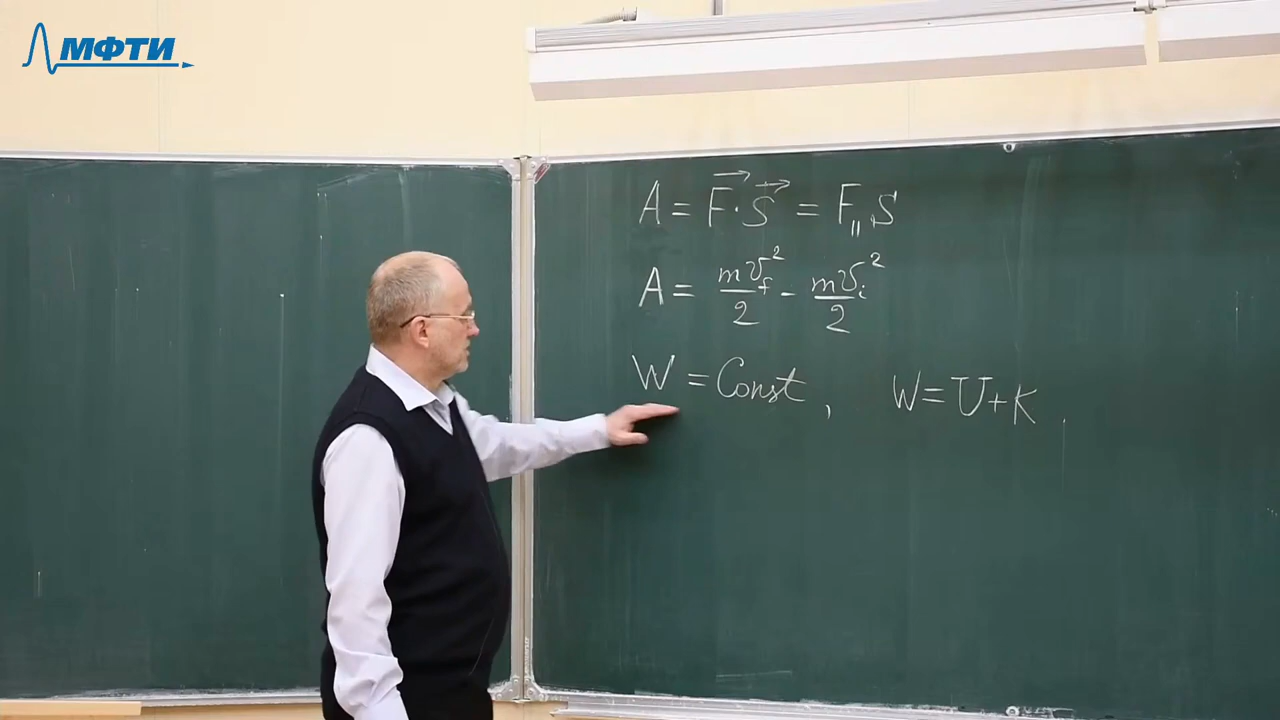 МФТИ
A = F⃗·S⃗ = F∥·S
A = mv_f²/2 - mv_i²/2
W = Const, W = U + K